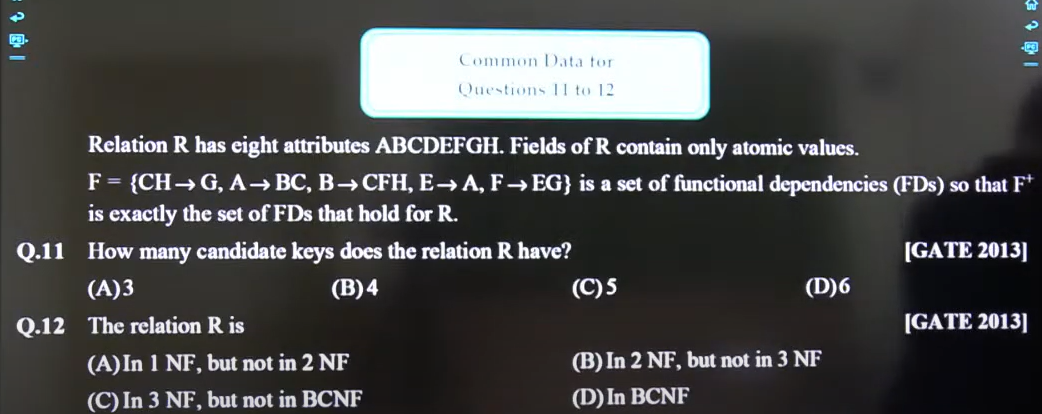 Common Data for
Questions 11 to 12
Relation R has eight attributes ABCDEFGH. Fields of R contain only atomic values.
F = {CH→G, A→BC, B→CFH, E→A, F→EG} is a set of functional dependencies (FDs) so that F⁺
is exactly the set of FDs that hold for R.
Q.11 How many candidate keys does the relation R have? [GATE 2013]
(A)3 (B)4 (C)5 (D)6
Q.12 The relation R is [GATE 2013]
(A)In 1 NF, but not in 2 NF (B)In 2 NF, but not in 3 NF
(C)In 3 NF, but not in BCNF (D)In BCNF